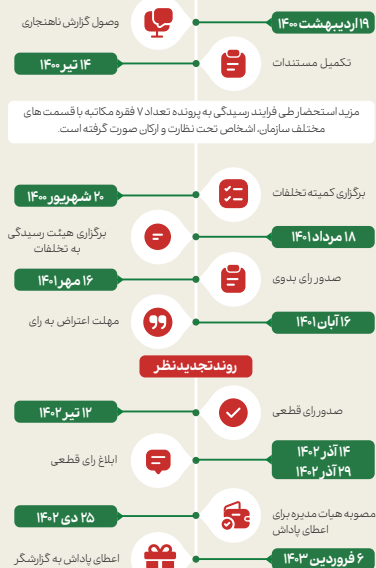 ۱۹ اردیبهشت ۱۴۰۰
وصول گزارش ناهنجاری
تکمیل مستندات
۱۴ تیر ۱۴۰۰
مزید استحضار طی فرایند رسیدگی به پرونده تعداد ۷ فقره مکاتبه با قسمت های
مختلف سازمان، اشخاص تحت نظارت و ارکان صورت گرفته است.
برگزاری کمیته تخلفات
۲۰ شهریور ۱۴۰۰
۱۸ مرداد ۱۴۰۱
برگزاری هیئت رسیدگی
به تخلفات
صدور رای بدوی
۱۶ مهر ۱۴۰۱
۱۶ آبان ۱۴۰۱
مهلت اعتراض به رای
روند تجدیدنظر
صدور رای قطعی
۱۲ تیر ۱۴۰۲
۱۴ آذر ۱۴۰۲
۲۹ آذر ۱۴۰۲
ابلاغ رای قطعی
مصوبه هیات مدیره برای
اعطای پاداش
۲۵ دی ۱۴۰۲
۶ فروردین ۱۴۰۳
اعطای پاداش به گزارشگر